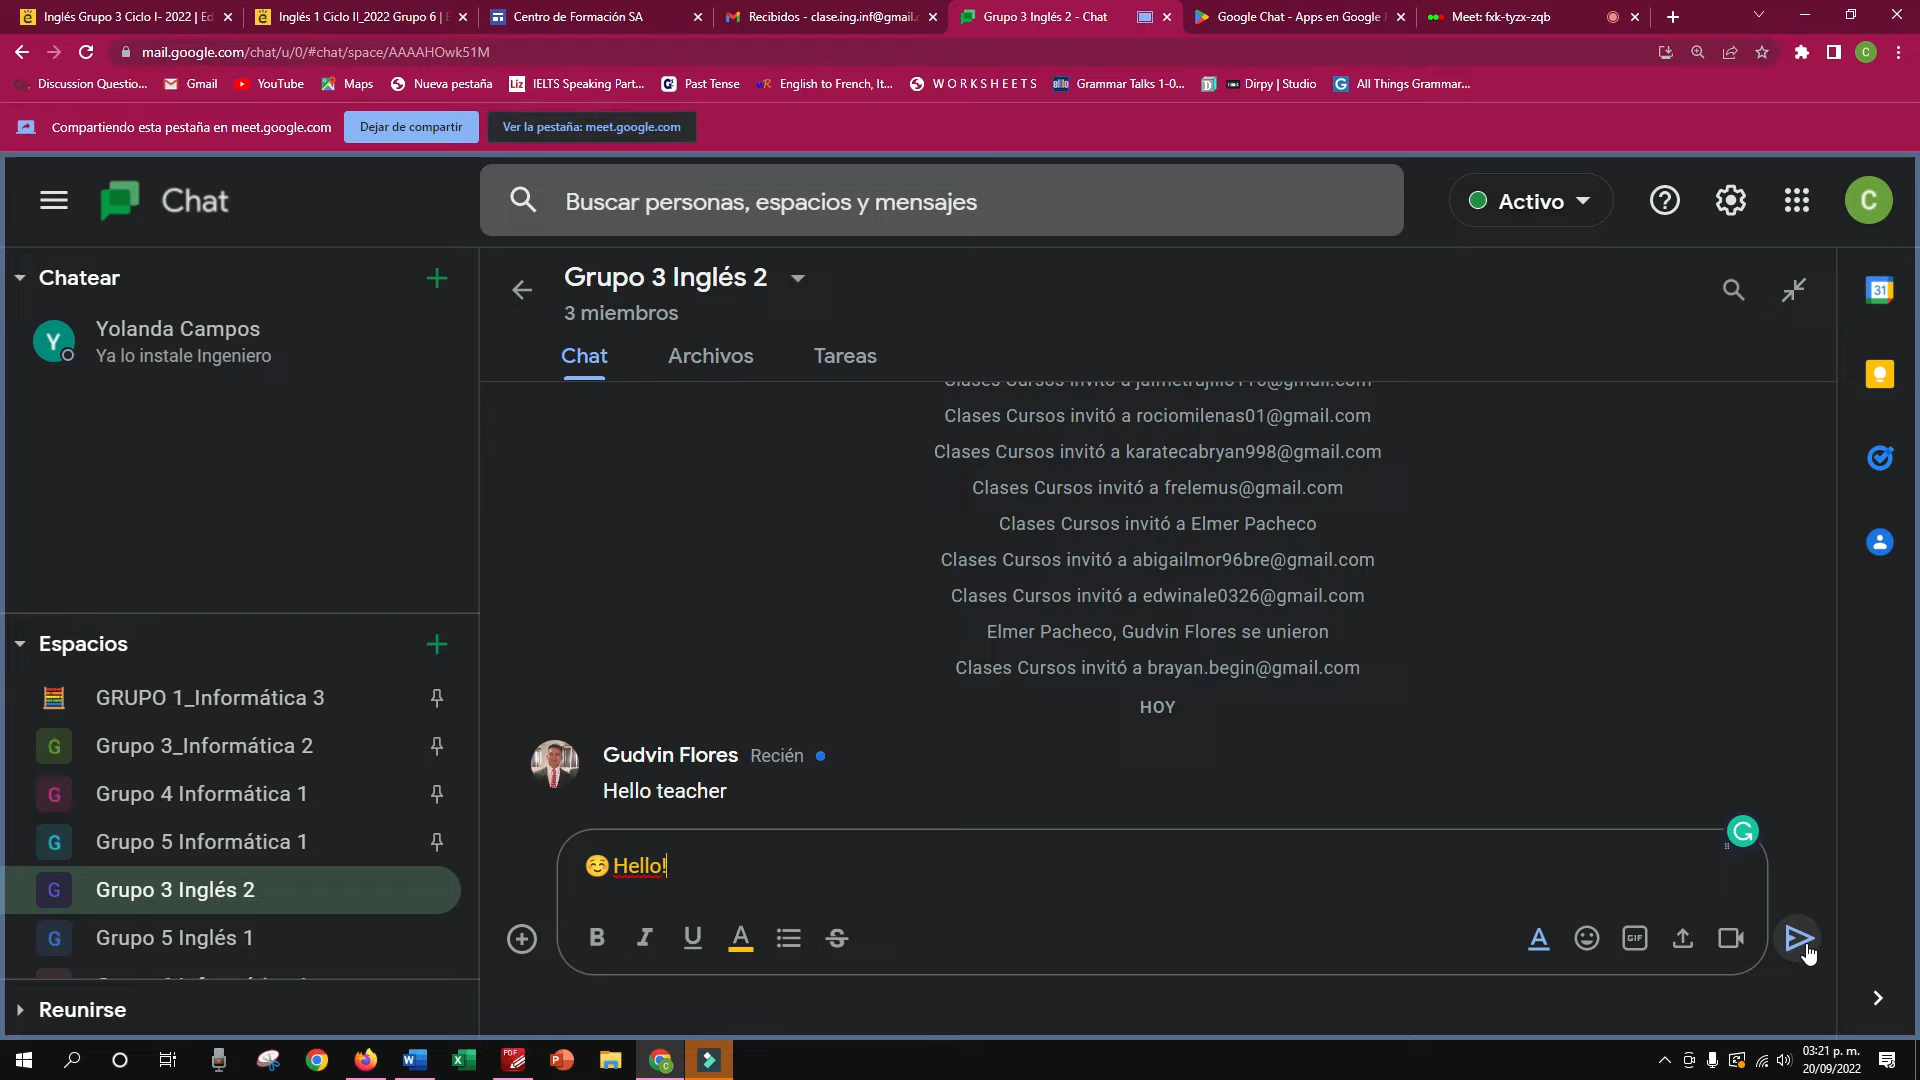 Inglés Grupo 3 Ciclo I- 2022 | Ed
Inglés 1 Ciclo II_2022 Grupo 6 | E
Centro de Formación SA
Recibidos - clase.ing.inf@gmail.
Grupo 3 Inglés 2 - Chat
Google Chat - Apps en Google
Meet: fxk-tyzx-zqb
mail.google.com/chat/u/0/#chat/space/AAAAHOwk51M
C
Discussion Questio...
Gmail
YouTube
Maps
Nueva pestaña
Liz
IELTS Speaking Part...
Past Tense
English to French, It...
W O R K S H E E T S
Grammar Talks 1-0...
Dirpy | Studio
All Things Grammar...
Compartiendo esta pestaña en meet.google.com
Dejar de compartir
Ver la pestaña: meet.google.com
Chat
Buscar personas, espacios y mensajes
Activo
C
Chatear
Y
Yolanda Campos
Ya lo instale Ingeniero
Grupo 3 Inglés 2
3 miembros
Chat
Archivos
Tareas
31
Clases Cursos invitó a rociomilenas01@gmail.com
Clases Cursos invitó a karatecabryan998@gmail.com
Clases Cursos invitó a frelemus@gmail.com
Clases Cursos invitó a Elmer Pacheco
Clases Cursos invitó a abigailmor96bre@gmail.com
Clases Cursos invitó a edwinale0326@gmail.com
Elmer Pacheco, Gudvin Flores se unieron
Clases Cursos invitó a brayan.begin@gmail.com
HOY
Gudvin Flores Recién
Hello teacher
☺️Hello!
B I U A S
A
GIF
Espacios
GRUPO 1_Informática 3
G Grupo 3_Informática 2
G Grupo 4 Informática 1
G Grupo 5 Informática 1
G Grupo 3 Inglés 2
G Grupo 5 Inglés 1
Reunirse
03:21 p. m.
20/09/2022